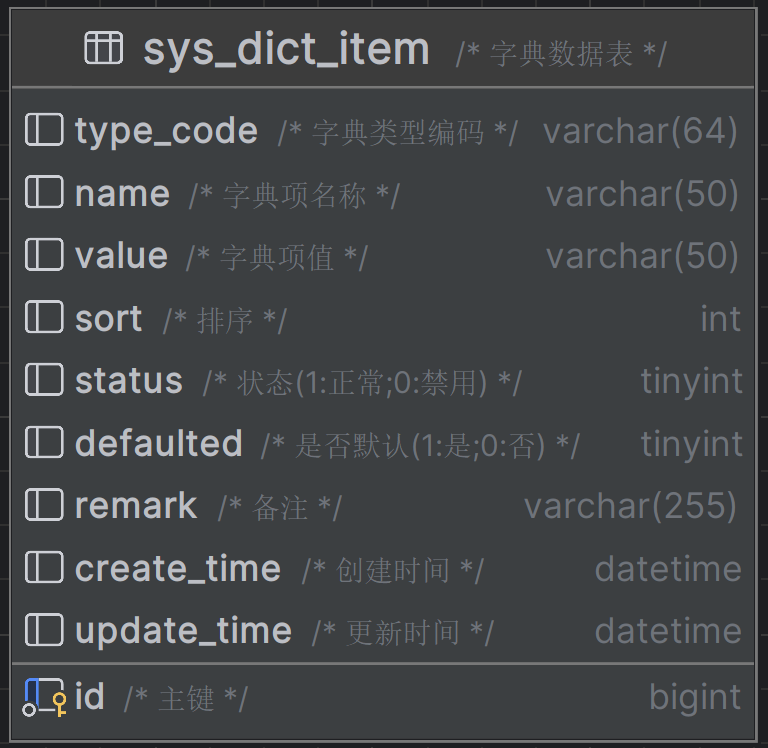 sys_dict_item /* 字典数据表 */
type_code /* 字典类型编码 */ varchar(64)
name /* 字典项名称 */ varchar(50)
value /* 字典项值 */ varchar(50)
sort /* 排序 */ int
status /* 状态(1:正常;0:禁用) */ tinyint
defaulted /* 是否默认(1:是;0:否) */ tinyint
remark /* 备注 */ varchar(255)
create_time /* 创建时间 */ datetime
update_time /* 更新时间 */ datetime
id /* 主键 */ bigint